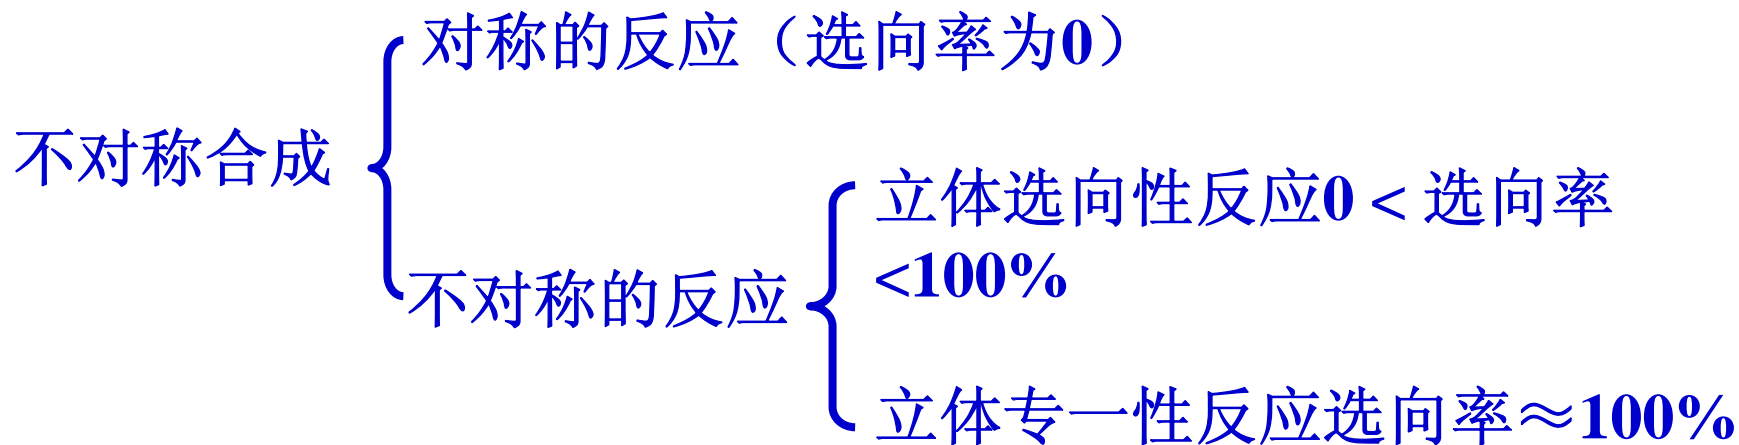 对称的反应（选向率为0）
不对称合成
立体选向性反应0 < 选向率
<100%
不对称的反应
立体专一性反应选向率≈100%